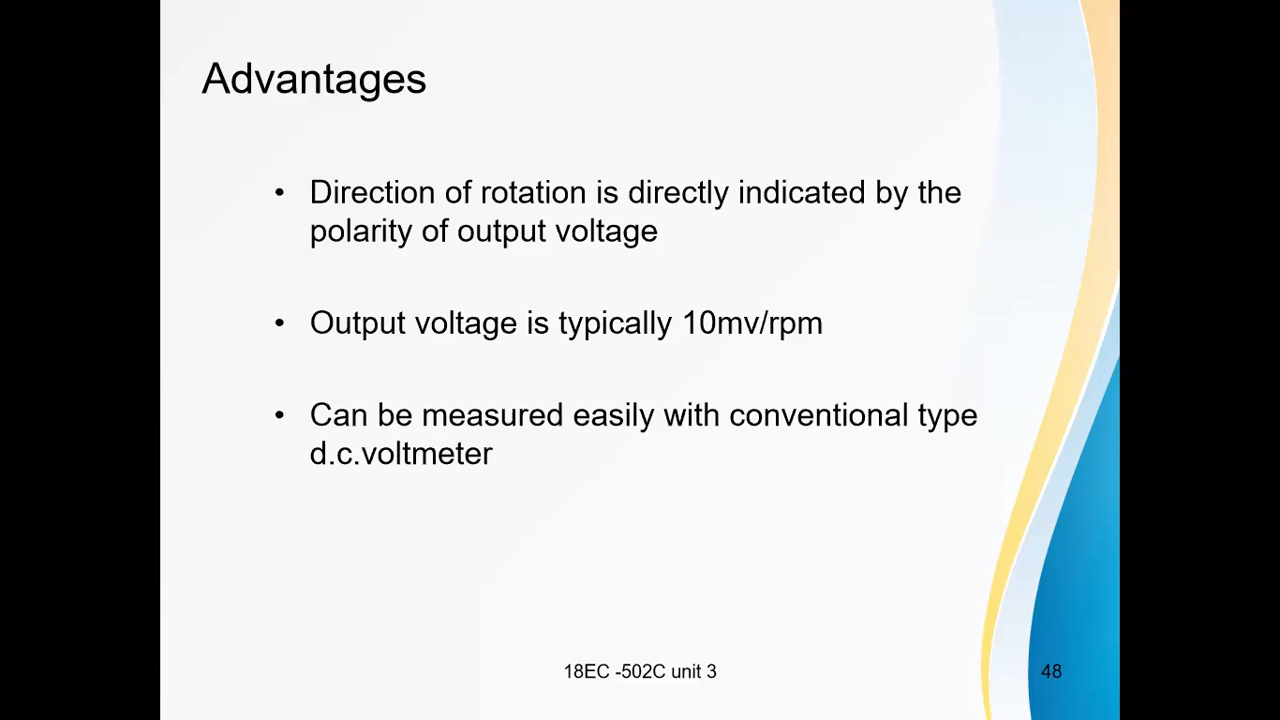 Advantages
• Direction of rotation is directly indicated by the
polarity of output voltage
• Output voltage is typically 10mv/rpm
• Can be measured easily with conventional type
d.c.voltmeter
18EC -502C unit 3
48